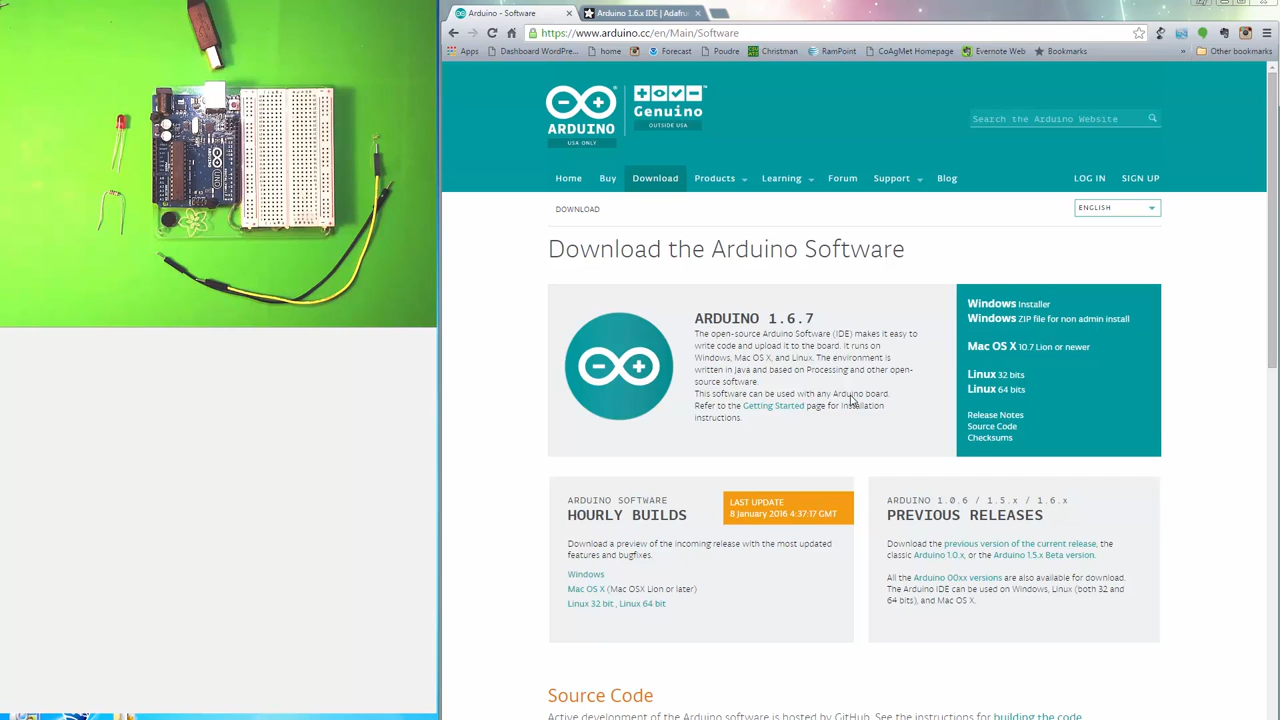 Arduino - Software
Arduino 1.6.x IDE | Adafru
https://www.arduino.cc/en/Main/Software
Apps
Dashboard WordPre...
home
Forecast
Poudre
Christman
RamPoint
CoAgMet Homepage
Evernote Web
Bookmarks
»
Other bookmarks
ARDUINO
USA ONLY
Genuino
OUTSIDE USA
Search the Arduino Website
Home
Buy
Download
Products
Learning
Forum
Support
Blog
LOG IN
SIGN UP
DOWNLOAD
ENGLISH
Download the Arduino Software
ARDUINO 1.6.7
The open-source Arduino Software (IDE) makes it easy to
write code and upload it to the board. It runs on
Windows, Mac OS X, and Linux. The environment is
written in Java and based on Processing and other open-
source software.
This software can be used with any Arduino board.
Refer to the Getting Started page for Installation
instructions.
Windows Installer
Windows ZIP file for non admin install
Mac OS X 10.7 Lion or newer
Linux 32 bits
Linux 64 bits
Release Notes
Source Code
Checksums
ARDUINO SOFTWARE
HOURLY BUILDS
LAST UPDATE
8 January 2016 4:37:17 GMT
Download a preview of the incoming release with the most updated
features and bugfixes.
Windows
Mac OS X (Mac OSX Lion or later)
Linux 32 bit , Linux 64 bit
ARDUINO 1.0.6 / 1.5.x / 1.6.x
PREVIOUS RELEASES
Download the previous version of the current release, the
classic Arduino 1.0.x, or the Arduino 1.5.x Beta version.
All the Arduino 00xx versions are also available for download.
The Arduino IDE can be used on Windows, Linux (both 32 and
64 bits), and Mac OS X.
Source Code
Active development of the Arduino software is hosted by GitHub. See the instructions for building the code.